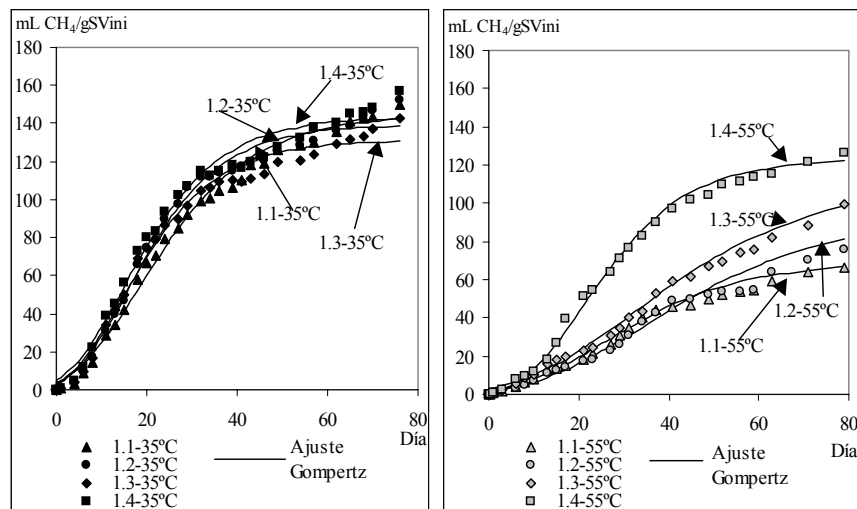 mL CH4/gSVini
180
160
140
120
100
80
60
40
20
0
0
20
40
60
80
Día
1.4-35ºC
1.2-35ºC
1.1-35ºC
1.3-35ºC
1.1-35ºC
1.2-35ºC
1.3-35ºC
1.4-35ºC
Ajuste
Gompertz
mL CH4/gSVini
180
160
140
120
100
80
60
40
20
0
0
20
40
60
80
Día
1.4-55ºC
1.3-55ºC
1.2-55ºC
1.1-55ºC
1.1-55ºC
1.2-55ºC
1.3-55ºC
1.4-55ºC
Ajuste
Gompertz